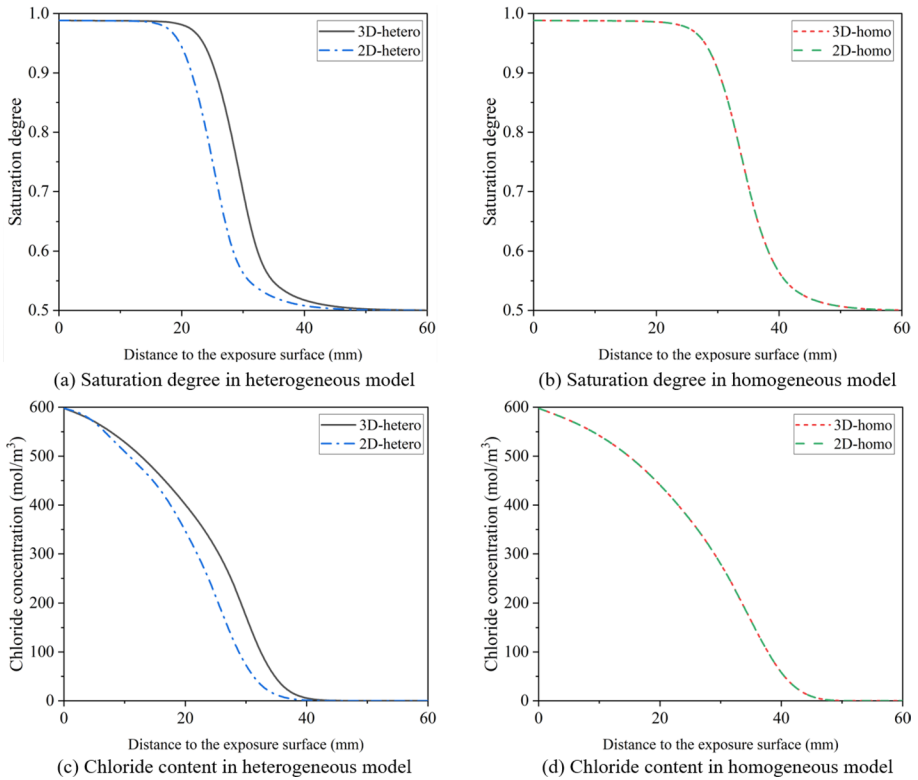 1.0
0.9
0.8
0.7
0.6
0.5
0
20
40
60
Saturation degree
Distance to the exposure surface (mm)
3D-hetero
2D-hetero
(a) Saturation degree in heterogeneous model
1.0
0.9
0.8
0.7
0.6
0.5
0
20
40
60
Saturation degree
Distance to the exposure surface (mm)
3D-homo
2D-homo
(b) Saturation degree in homogeneous model
600
500
400
300
200
100
0
0
20
40
60
Chloride concentration (mol/m³)
Distance to the exposure surface (mm)
3D-hetero
2D-hetero
(c) Chloride content in heterogeneous model
600
500
400
300
200
100
0
0
20
40
60
Chloride concentration (mol/m³)
Distance to the exposure surface (mm)
3D-homo
2D-homo
(d) Chloride content in homogeneous model